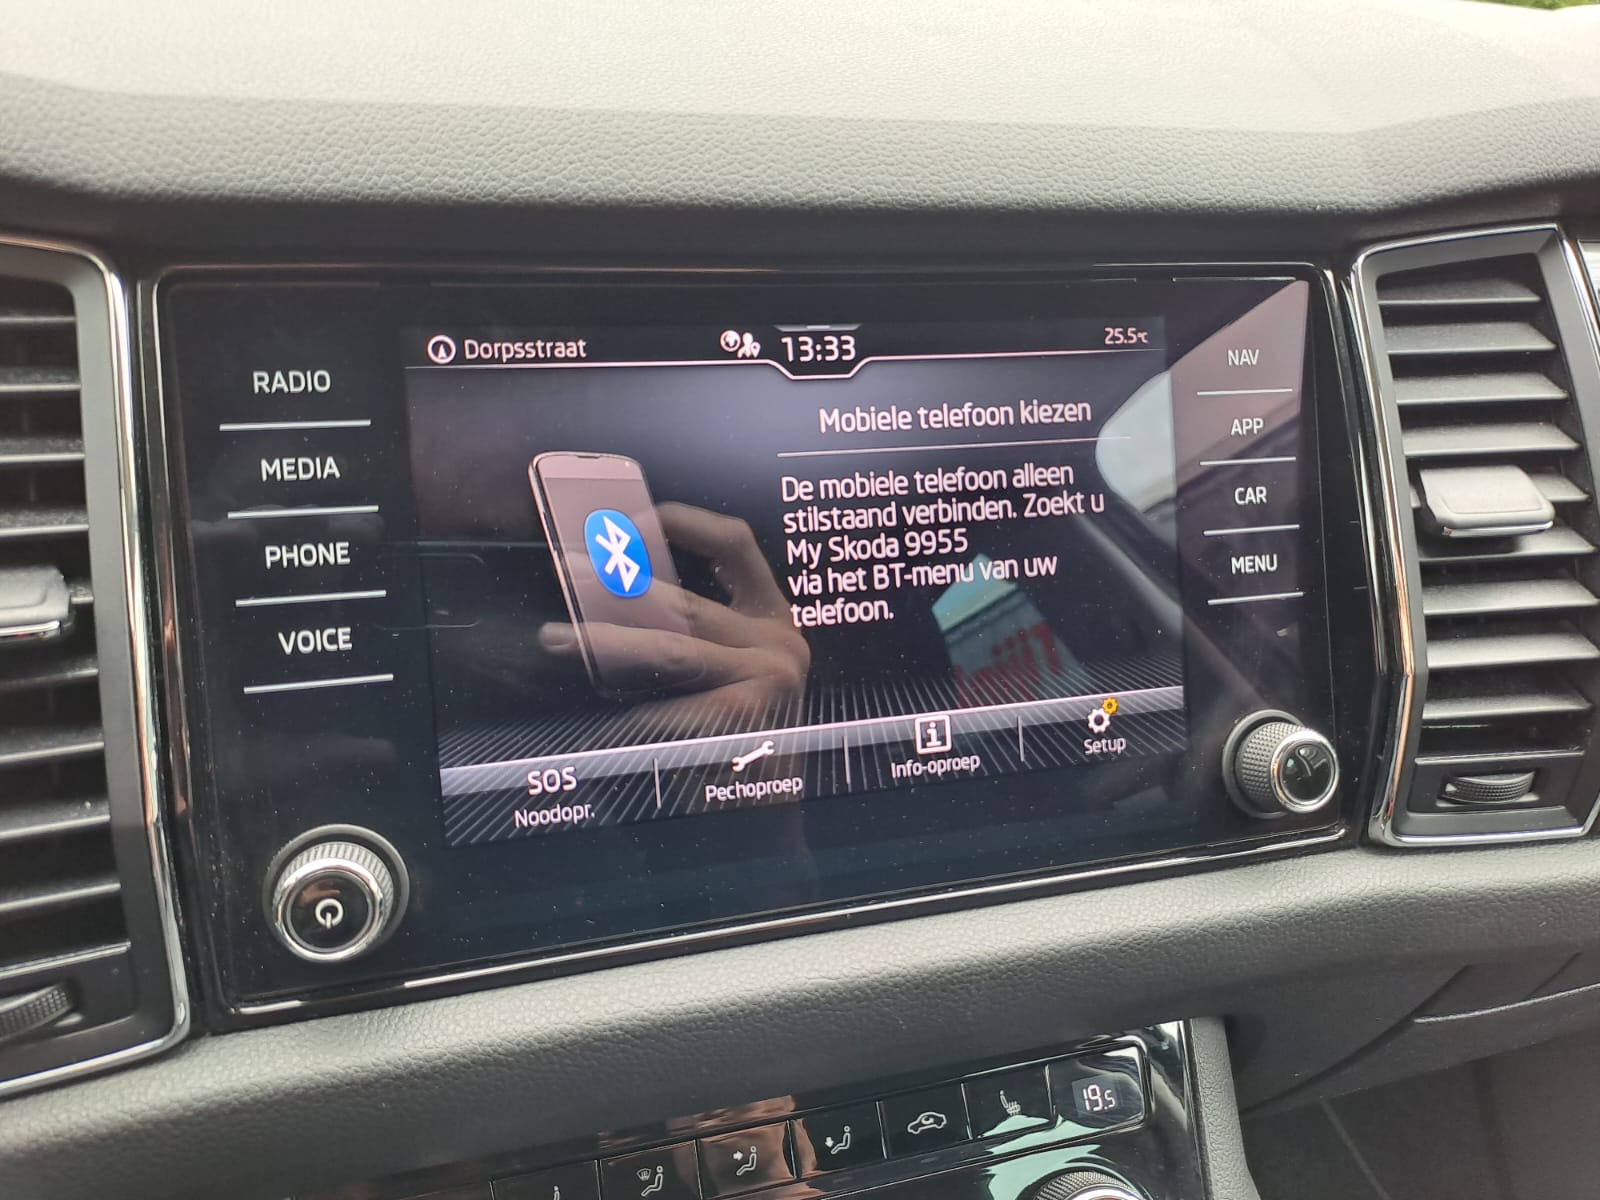 Dorpsstraat
13:33
25.5°C
RADIO
MEDIA
PHONE
VOICE
Mobiele telefoon kiezen
De mobiele telefoon alleen
stilstaand verbinden. Zoekt u
My Skoda 9955
via het BT-menu van uw
telefoon.
NAV
APP
CAR
MENU
SOS
Noodopr.
Pechoproep
i
Info-oproep
Setup
19.5